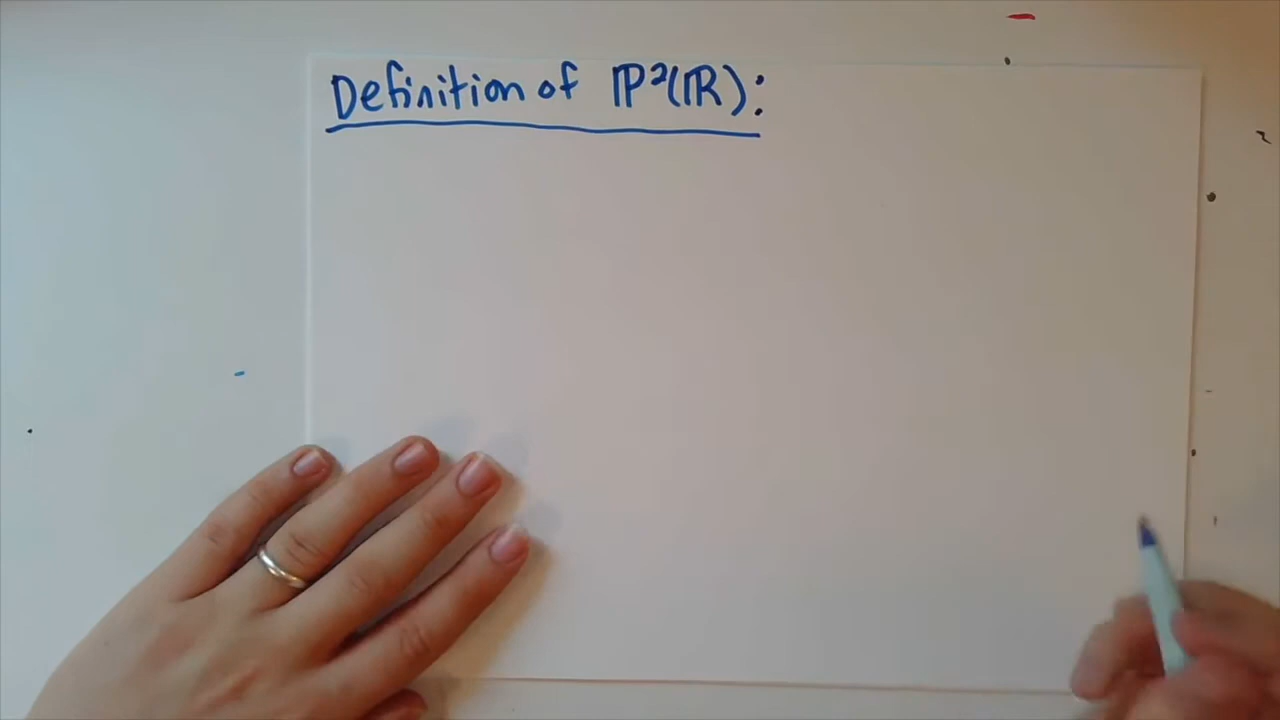 Definition of ℙ²(ℝ):